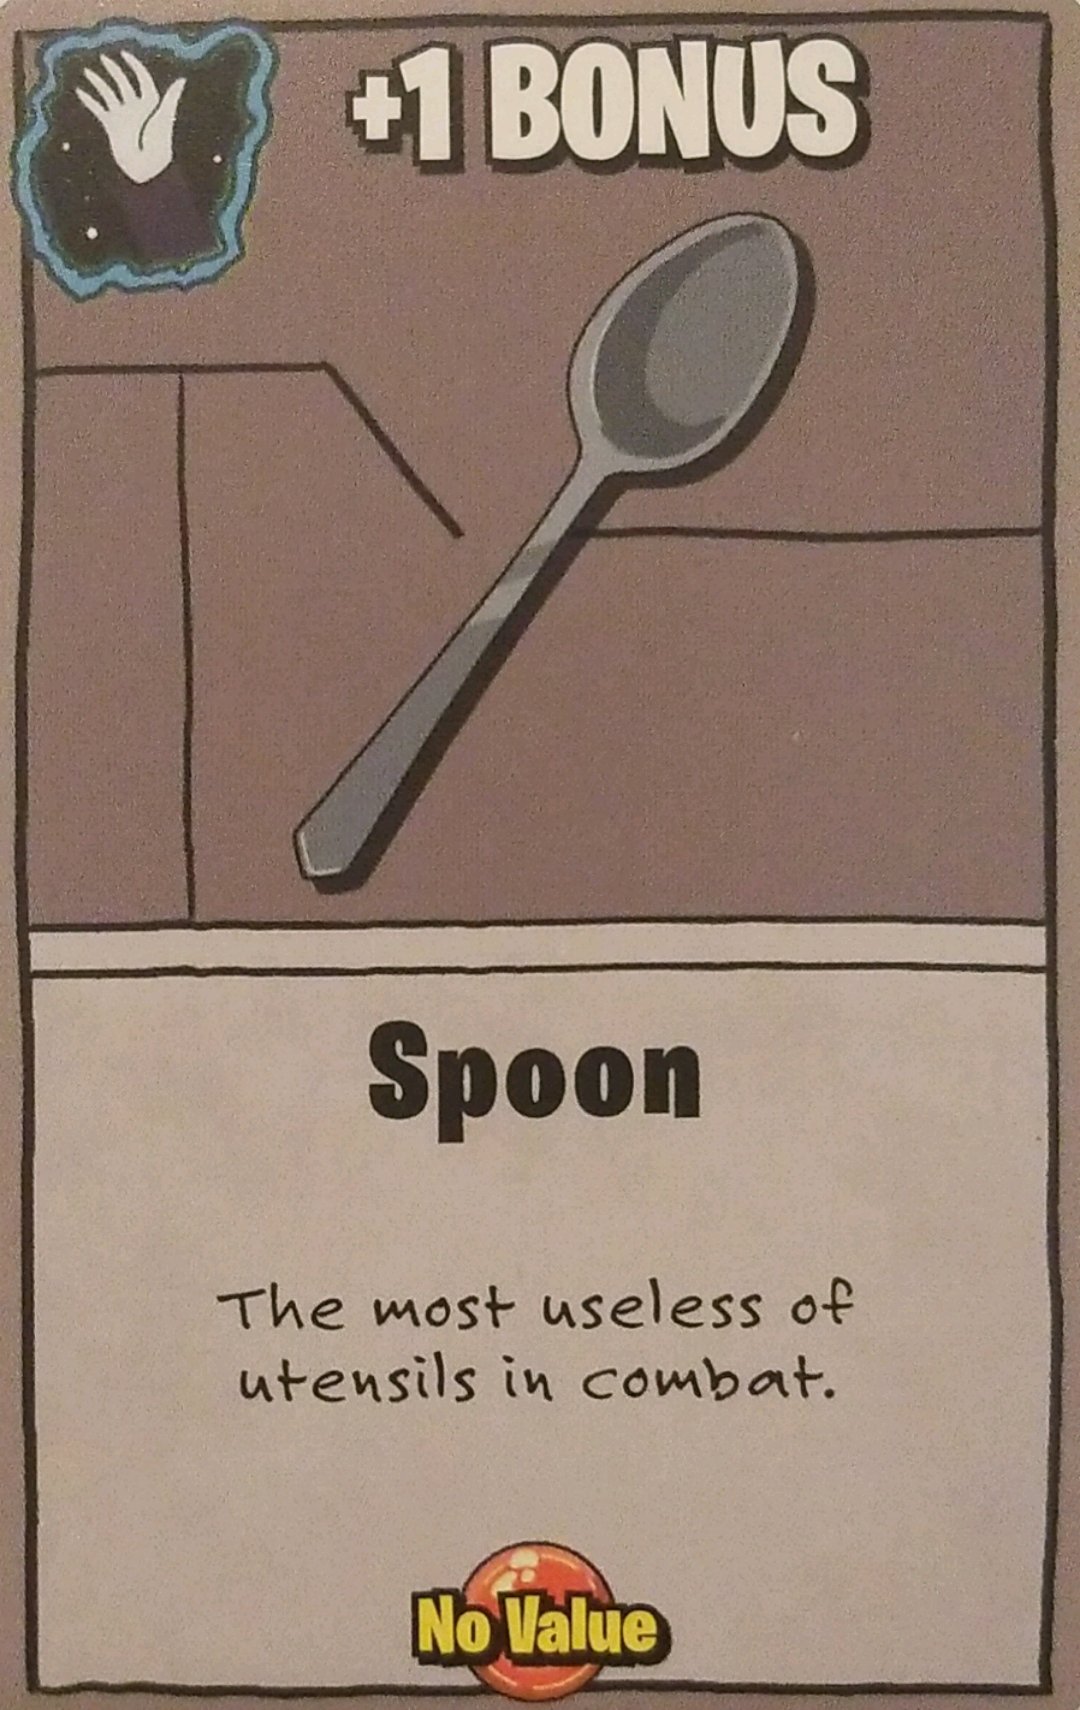 +1 BONUS
Spoon
The most useless of
utensils in combat.
No Value